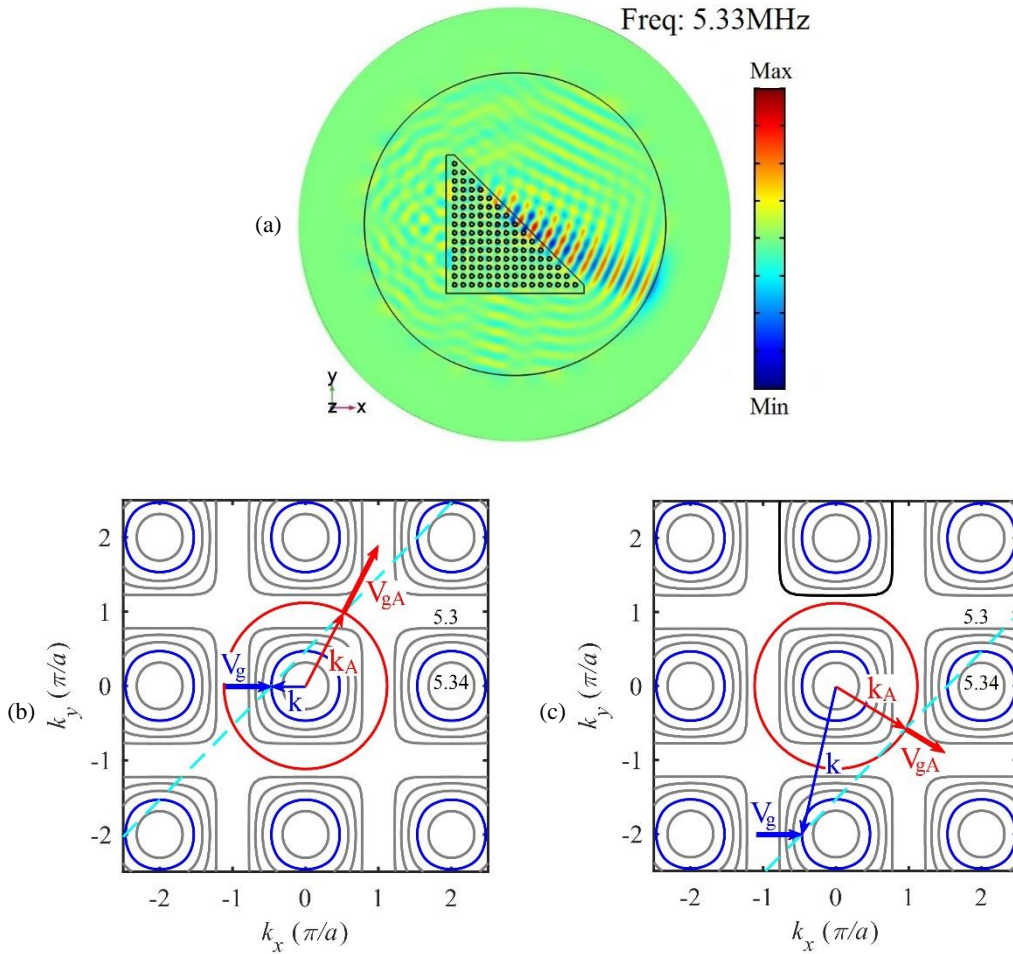 Freq: 5.33MHz
Max
(a)
y
z x
Min
2
1
0
-1
-2
k_y (π/a)
(b)
5.3
5.34
V_gA
k_A
V_g
k
-2 -1 0 1 2
k_x (π/a)
2
1
0
-1
-2
k_y (π/a)
(c)
5.3
5.34
k_A
V_gA
k
V_g
-2 -1 0 1 2
k_x (π/a)